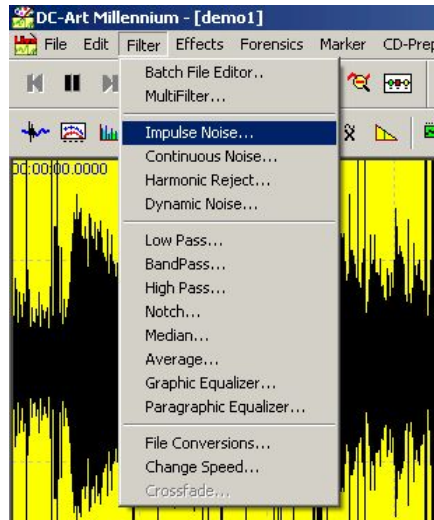 DC-Art Millennium - [demo1]
File Edit Filter Effects Forensics Marker CD-Prep
Batch File Editor..
MultiFilter...
Impulse Noise...
00:00:00.0000
Continuous Noise...
Harmonic Reject...
Dynamic Noise...
Low Pass...
BandPass...
High Pass...
Notch...
Median...
Average...
Graphic Equalizer...
Paragraphic Equalizer...
File Conversions...
Change Speed...
Crossfade...